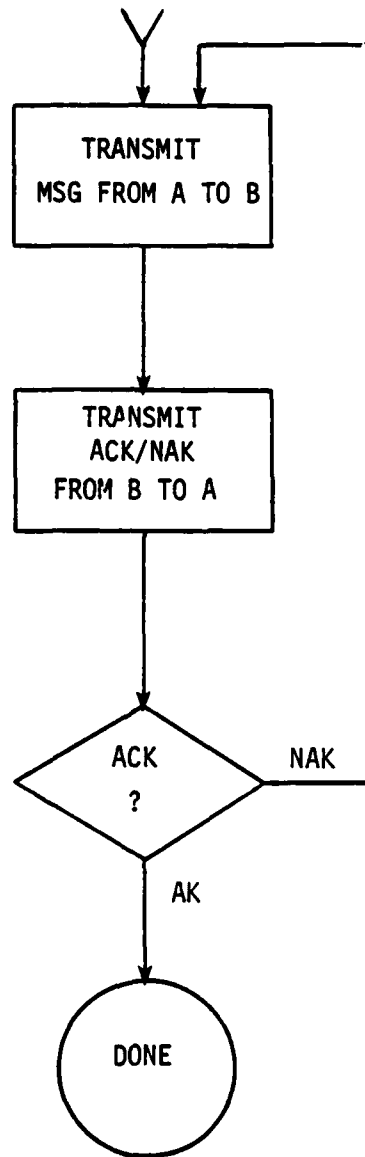 TRANSMIT
MSG FROM A TO B
TRANSMIT
ACK/NAK
FROM B TO A
ACK
?
NAK
AK
DONE